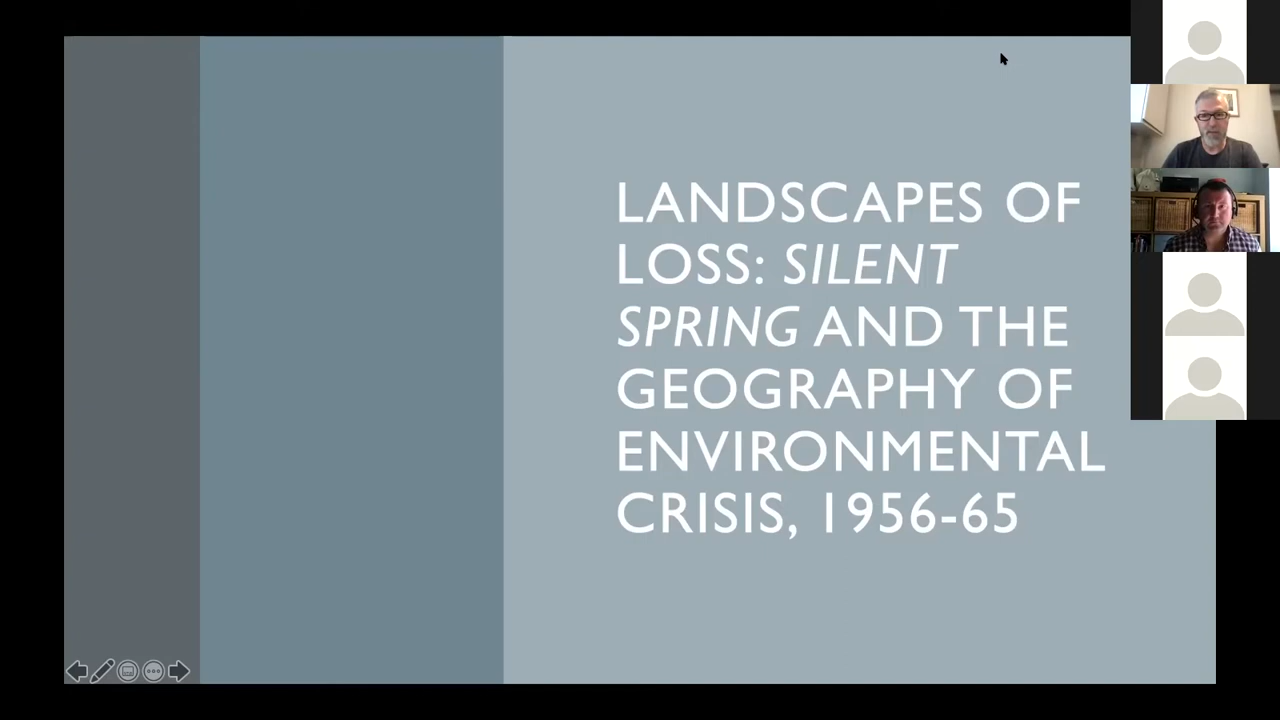 LANDSCAPES OF
LOSS: SILENT
SPRING AND THE
GEOGRAPHY OF
ENVIRONMENTAL
CRISIS, 1956-65